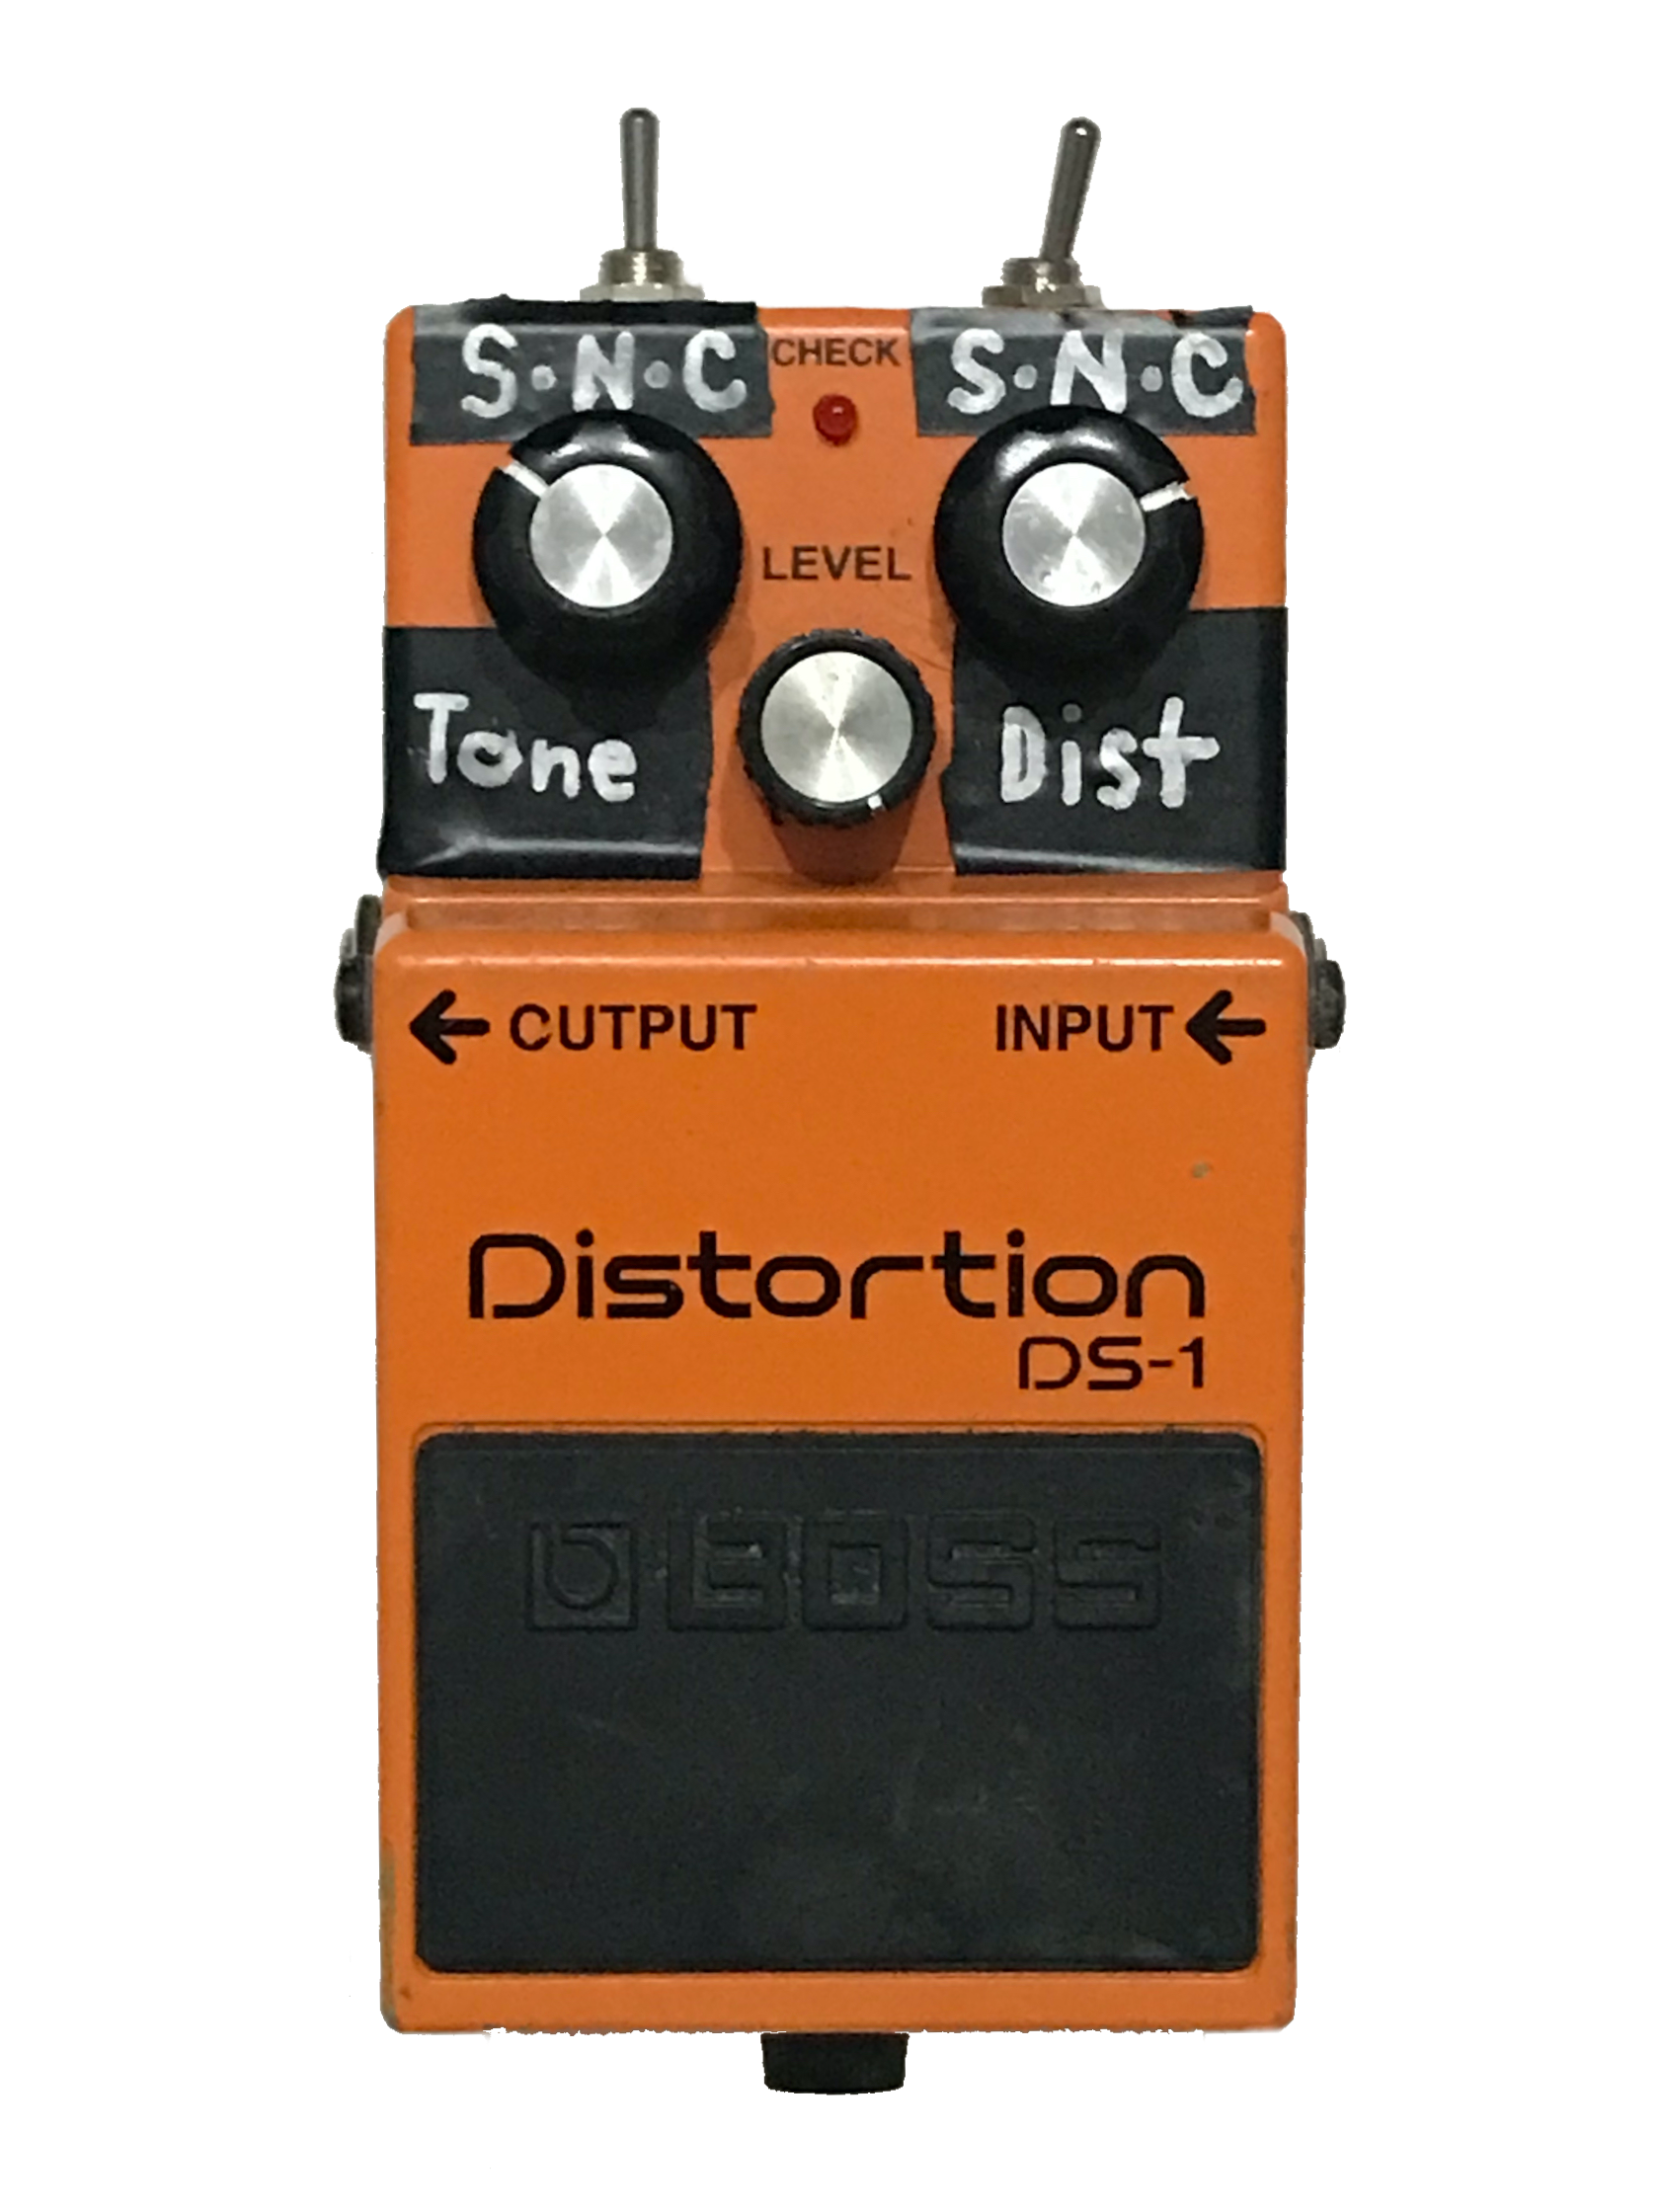 S·N·C
CHECK
S·N·C
LEVEL
Tone
Dist
← CUTPUT
INPUT ←
Distortion
DS-1
BOSS